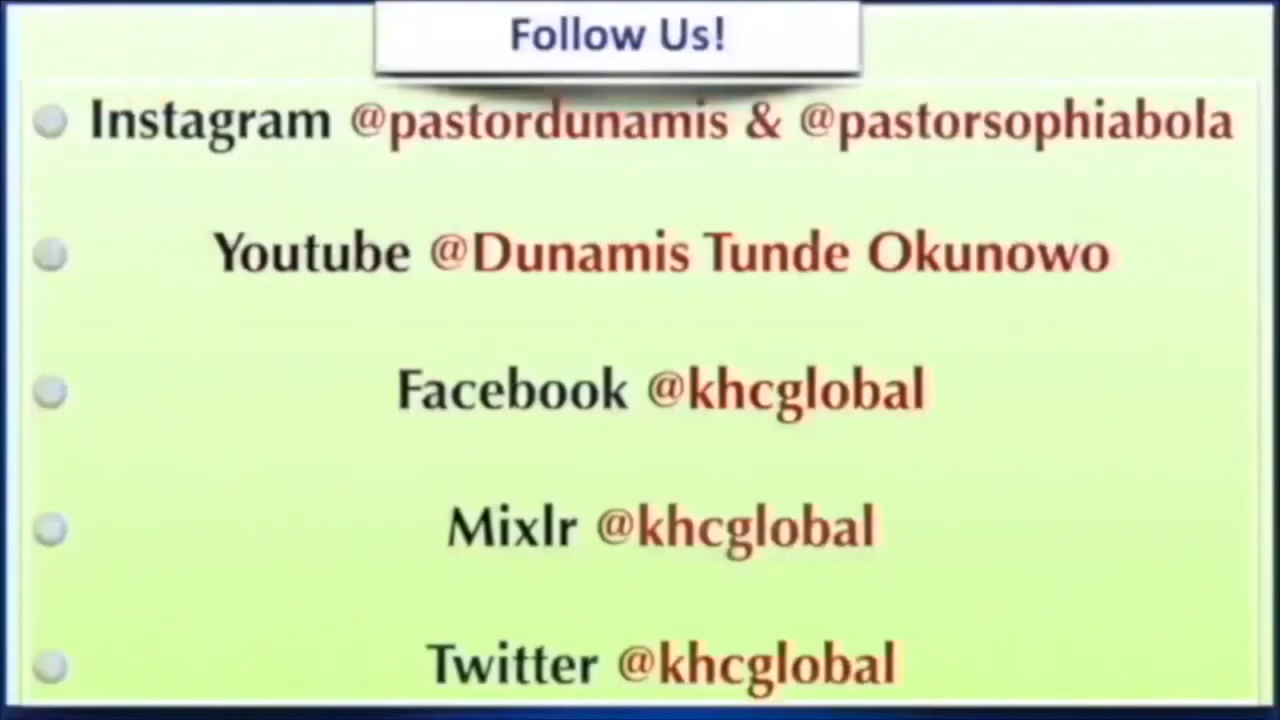 Follow Us!
Instagram @pastordunamis & @pastorsophiabola
Youtube @Dunamis Tunde Okunowo
Facebook @khcglobal
Mixlr @khcglobal
Twitter @khcglobal